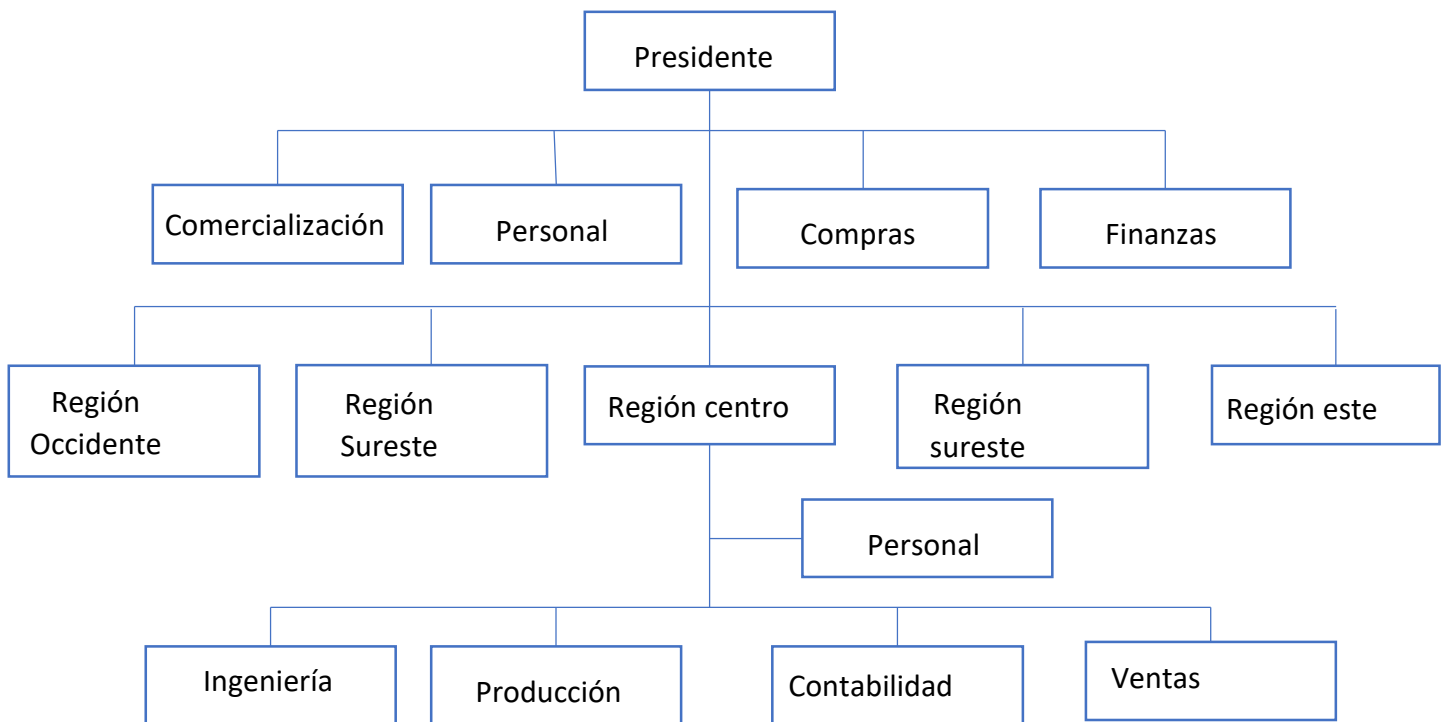 Presidente
Comercialización
Personal
Compras
Finanzas
Región
Occidente
Región
Sureste
Región centro
Región
sureste
Región este
Personal
Ingeniería
Producción
Contabilidad
Ventas